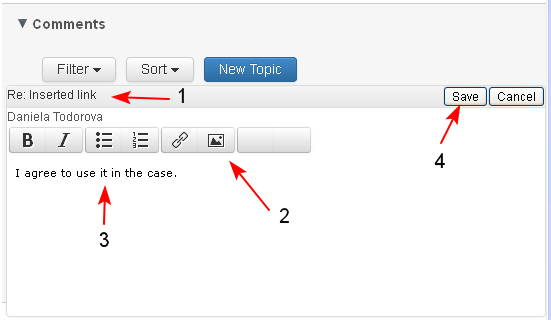 Comments
Filter Sort New Topic
Re: Inserted link 1 Save Cancel
Daniela Todorova
B I
4
I agree to use it in the case.
2
3